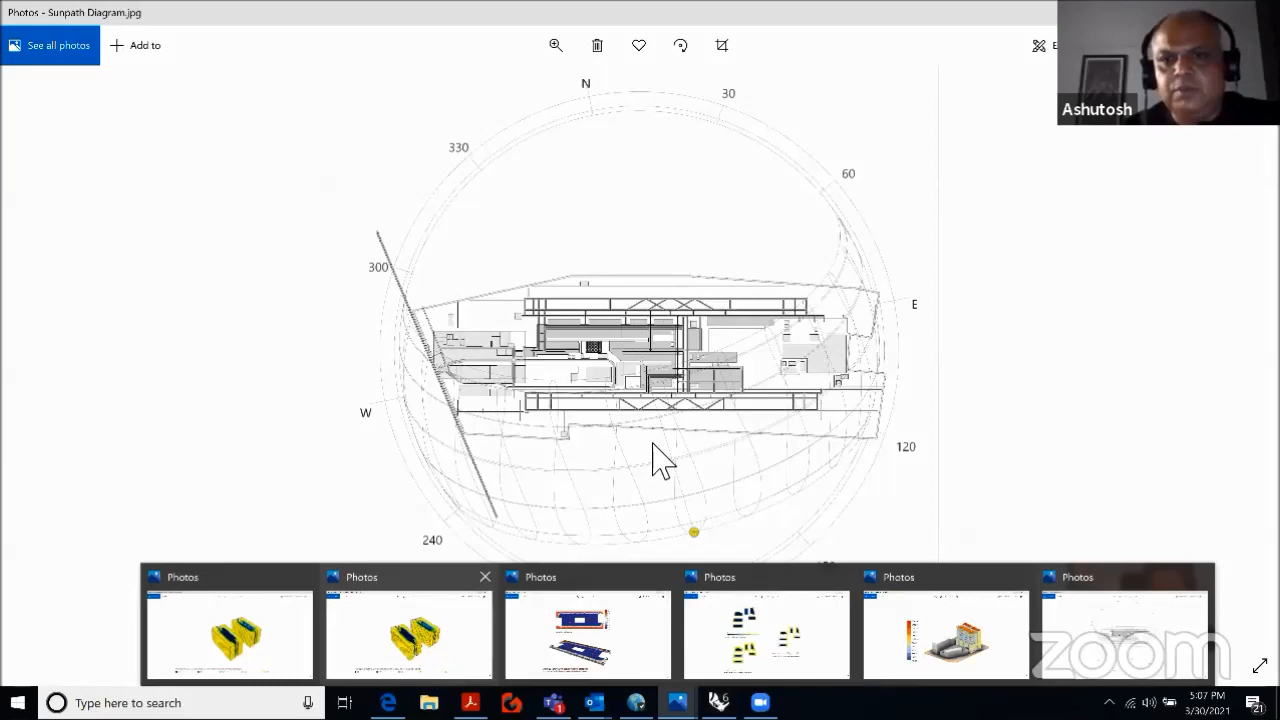 Photos - Sunpath Diagram.jpg
See all photos
Add to
Ashutosh
N
30
330
60
300
E
W
120
240
Photos
Photos
Photos
Photos
Photos
Photos
zoom
Type here to search
5:07 PM
3/30/2021
21